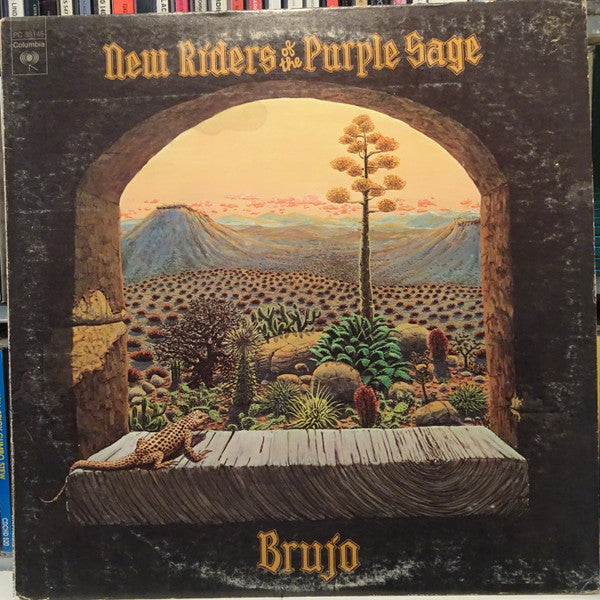 PC 33145
Columbia
New Riders of the Purple Sage
Brujo